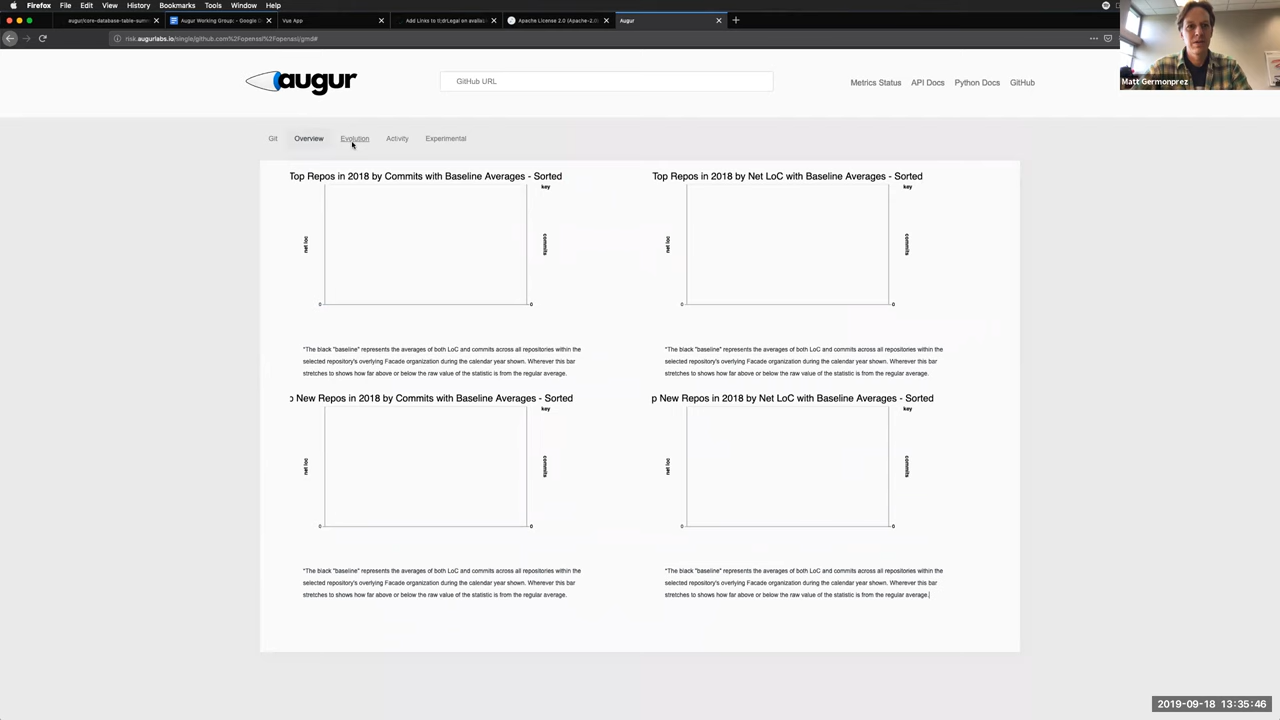 Firefox File Edit View History Bookmarks Tools Window Help
augur/core-database-table-summ
Augur Working Group: - Google D
Vue App
Apache License 2.0 (Apache-2.0)
Augur
risk.augurlabs.io/single/github.com%2Fopenssl%2Fopenssl/gmd#
Matt Germonprez
augur
GitHub URL
Metrics Status API Docs Python Docs GitHub
Git Overview Evolution Activity Experimental
Top Repos in 2018 by Commits with Baseline Averages - Sorted
key
net loc
commits
0
0
"The black "baseline" represents the averages of both LoC and commits across all repositories within the
selected repository's overlying Facade organization during the calendar year shown. Wherever this bar
stretches to shows how far above or below the raw value of the statistic is from the regular average.
Top Repos in 2018 by Net LoC with Baseline Averages - Sorted
key
net loc
commits
0
0
"The black "baseline" represents the averages of both LoC and commits across all repositories within the
selected repository's overlying Facade organization during the calendar year shown. Wherever this bar
stretches to shows how far above or below the raw value of the statistic is from the regular average.
p New Repos in 2018 by Commits with Baseline Averages - Sorted
key
net loc
commits
0
0
"The black "baseline" represents the averages of both LoC and commits across all repositories within the
selected repository's overlying Facade organization during the calendar year shown. Wherever this bar
stretches to shows how far above or below the raw value of the statistic is from the regular average.
p New Repos in 2018 by Net LoC with Baseline Averages - Sorted
key
net loc
commits
0
0
"The black "baseline" represents the averages of both LoC and commits across all repositories within the
selected repository's overlying Facade organization during the calendar year shown. Wherever this bar
stretches to shows how far above or below the raw value of the statistic is from the regular average.
2019-09-18 13:35:46